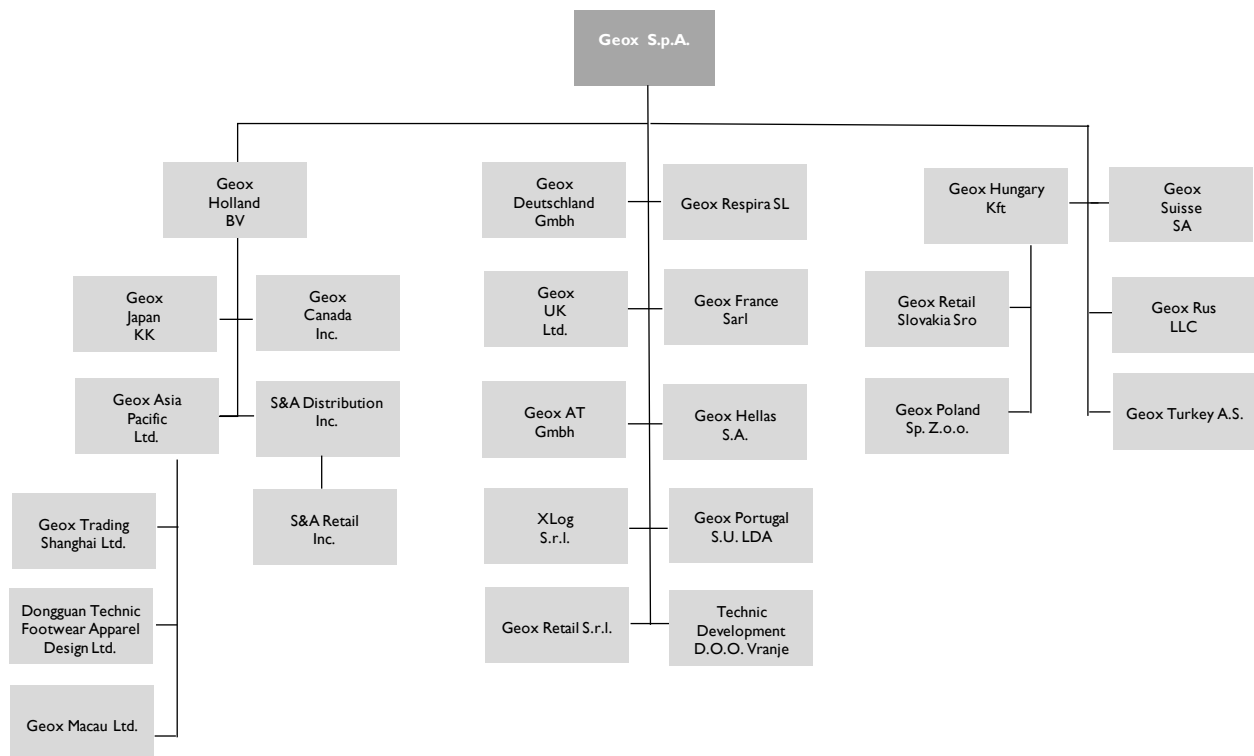 Geox S.p.A.
Geox
Holland
BV
Geox
Deutschland
Gmbh
Geox Respira SL
Geox Hungary
Kft
Geox
Suisse
SA
Geox
Japan
KK
Geox
Canada
Inc.
Geox
UK
Ltd.
Geox France
Sarl
Geox Retail
Slovakia Sro
Geox Rus
LLC
Geox Asia
Pacific
Ltd.
S&A Distribution
Inc.
Geox AT
Gmbh
Geox Hellas
S.A.
Geox Poland
Sp. Z.o.o.
Geox Turkey A.S.
Geox Trading
Shanghai Ltd.
S&A Retail
Inc.
XLog
S.r.l.
Geox Portugal
S.U. LDA
Dongguan Technic
Footwear Apparel
Design Ltd.
Geox Retail S.r.l.
Technic
Development
D.O.O. Vranje
Geox Macau Ltd.